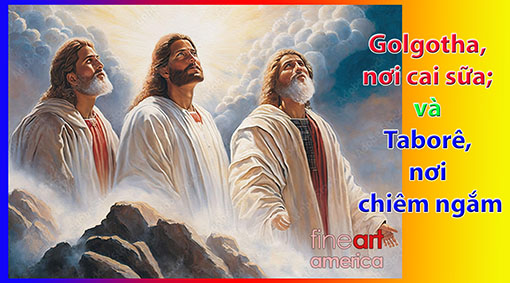 Golgotha,
nơi cai sữa;
và
Taborê,
nơi
chiêm ngắm
fineart
america